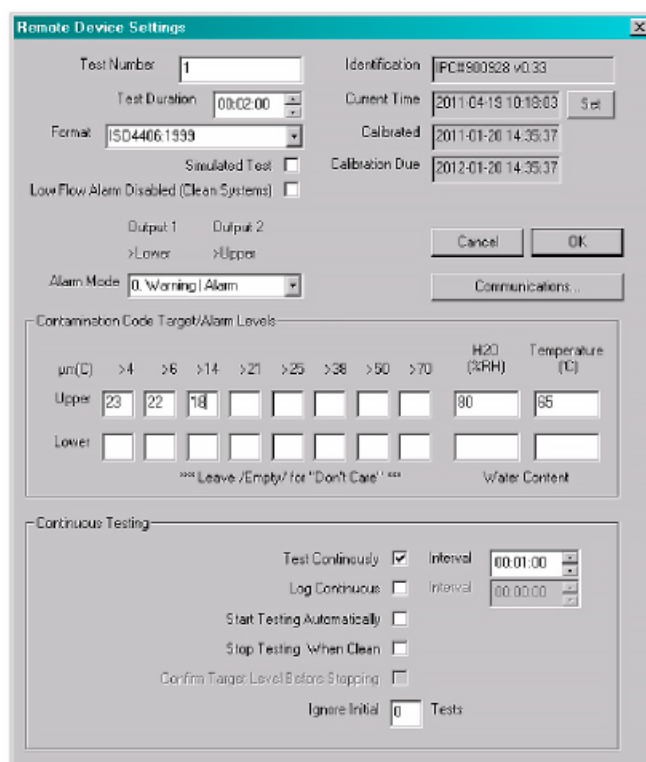 Remote Device Settings
Test Number 1 Identification IPC#900928 v0.33
Test Duration 00:02:00 Current Time 2011-04-19 10:18:03 Set
Format ISO4406:1999 Calibrated 2011-01-20 14:35:37
Simulated Test Calibration Due 2012-01-20 14:35:37
Low Flow Alarm Disabled (Clean Systems)
Output 1 Output 2
>Lower >Upper Cancel OK
Alarm Mode 0. Warning | Alarm Communications...
Contamination Code Target/Alarm Levels
H2O Temperature
µm(C) >4 >6 >14 >21 >25 >38 >50 >70 (%RH) (°C)
Upper 23 22 18 80 65
Lower
*** Leave /Empty/ for "Don't Care" *** Water Content
Continuous Testing
Test Continously Interval 00:01:00
Log Continuous Interval 00:00:00
Start Testing Automatically
Stop Testing When Clean
Confirm Target Level Before Stopping
Ignore Initial 0 Tests